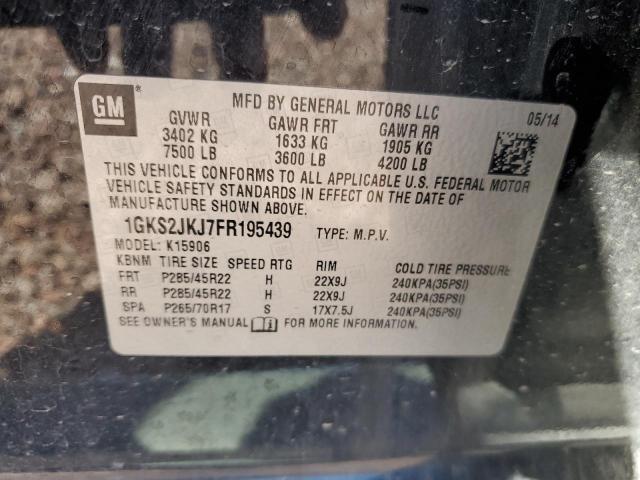 GM
MFD BY GENERAL MOTORS LLC 05/14
GVWR GAWR FRT GAWR RR
3402 KG 1633 KG 1905 KG
7500 LB 3600 LB 4200 LB
THIS VEHICLE CONFORMS TO ALL APPLICABLE U.S. FEDERAL MOTOR
VEHICLE SAFETY STANDARDS IN EFFECT ON THE DATE OF
MANUFACTURE SHOWN ABOVE.
1GKS2JKJ7FR195439 TYPE: M.P.V.
MODEL: K15906
KBNM TIRE SIZE SPEED RTG RIM COLD TIRE PRESSURE
FRT P285/45R22 H 22X9J 240KPA(35PSI)
RR P285/45R22 H 22X9J 240KPA(35PSI)
SPA P265/70R17 S 17X7.5J 240KPA(35PSI)
SEE OWNER'S MANUAL FOR MORE INFORMATION.